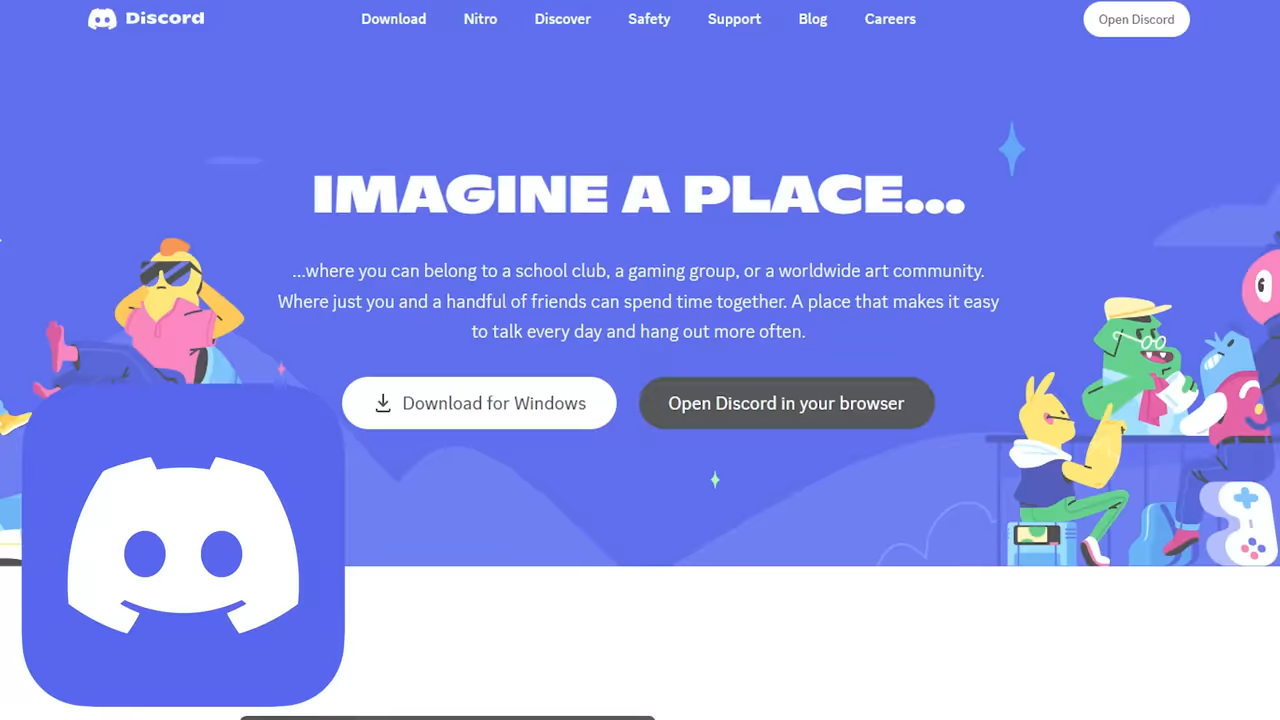 Discord
Download
Nitro
Discover
Safety
Support
Blog
Careers
Open Discord
IMAGINE A PLACE...
...where you can belong to a school club, a gaming group, or a worldwide art community.
Where just you and a handful of friends can spend time together. A place that makes it easy
to talk every day and hang out more often.
Download for Windows
Open Discord in your browser